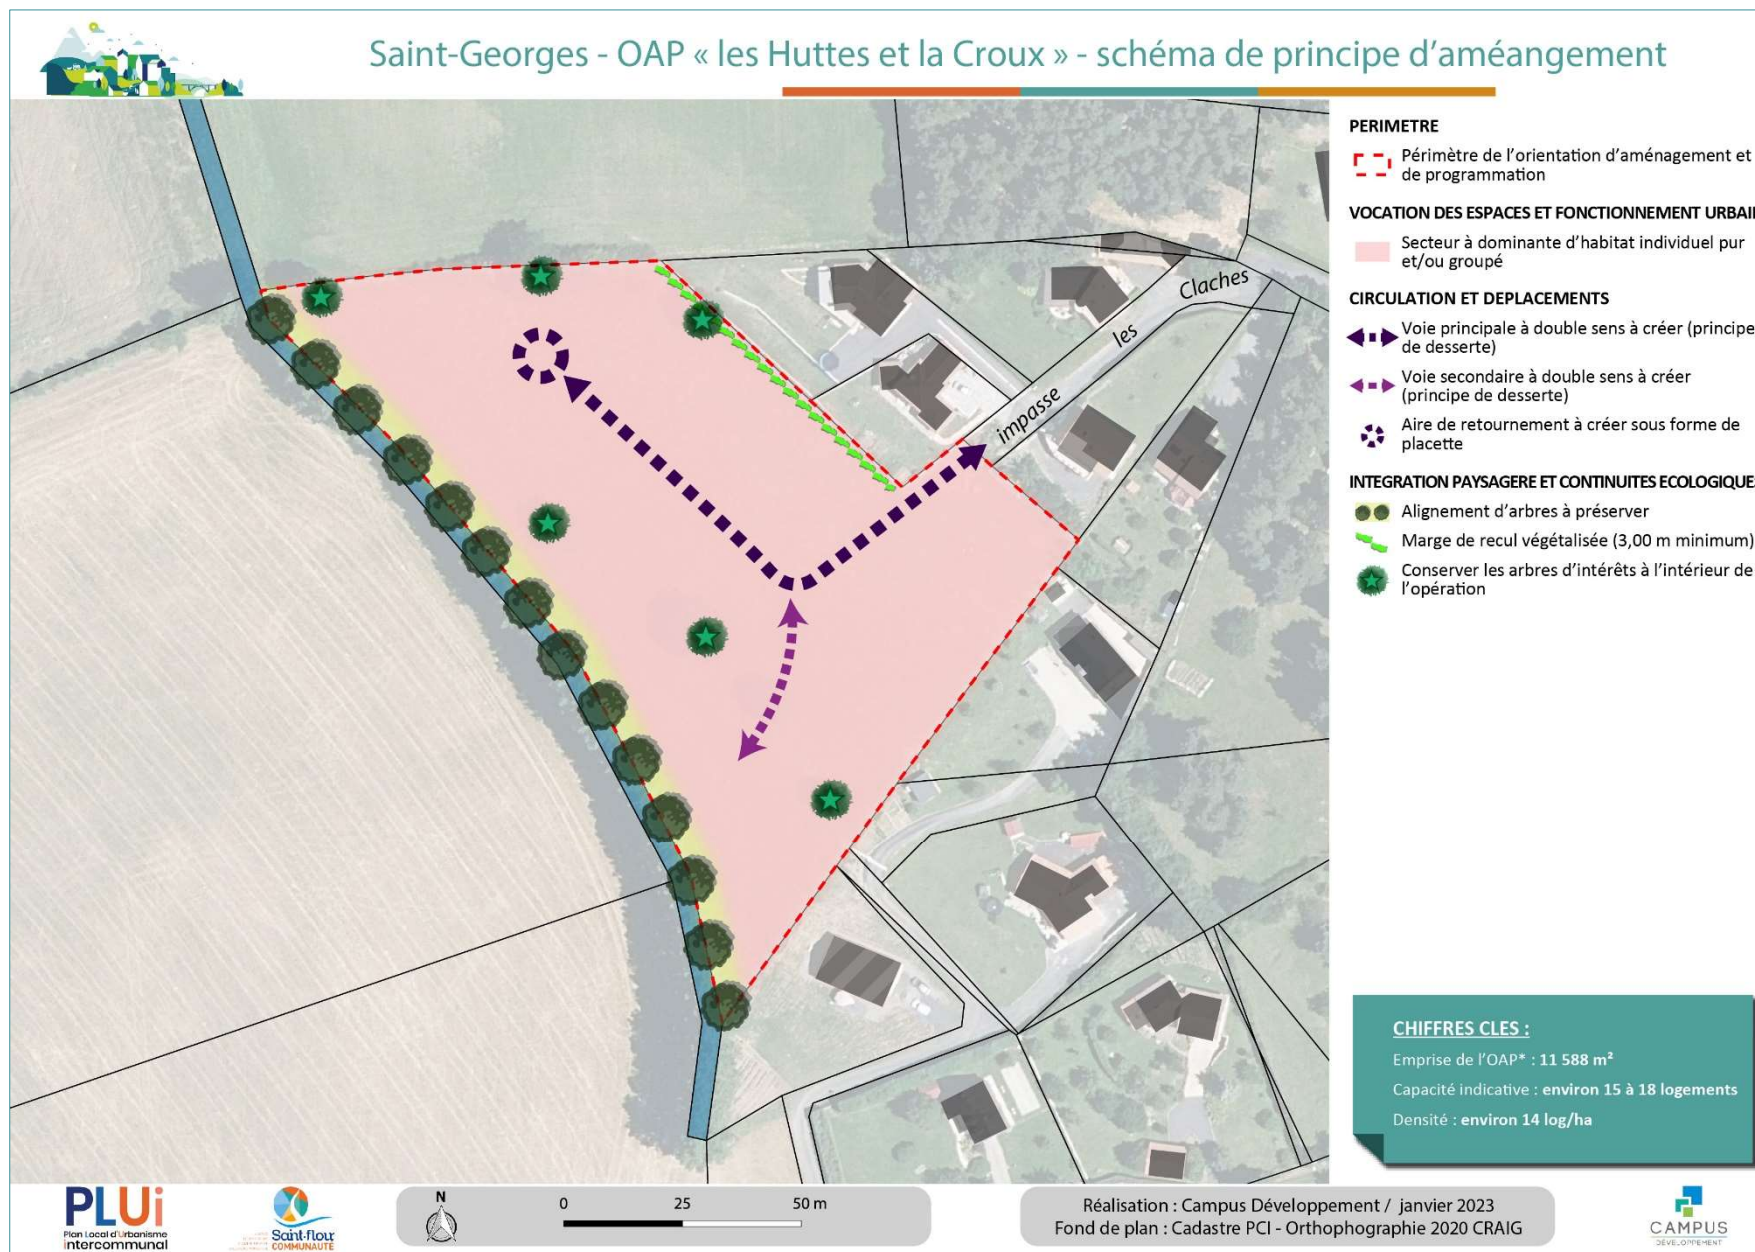 Saint-Georges - OAP « les Huttes et la Croux » - schéma de principe d'améangement
PERIMETRE
Périmètre de l'orientation d'aménagement et
de programmation
VOCATION DES ESPACES ET FONCTIONNEMENT URBAI
Secteur à dominante d'habitat individuel pur
et/ou groupé
CIRCULATION ET DEPLACEMENTS
Voie principale à double sens à créer (principe
de desserte)
Voie secondaire à double sens à créer
(principe de desserte)
Aire de retournement à créer sous forme de
placette
INTEGRATION PAYSAGERE ET CONTINUITES ECOLOGIQUE
Alignement d'arbres à préserver
Marge de recul végétalisée (3,00 m minimum)
Conserver les arbres d'intérêts à l'intérieur de
l'opération
impasse les Claches
CHIFFRES CLES :
Emprise de l'OAP* : 11 588 m²
Capacité indicative : environ 15 à 18 logements
Densité : environ 14 log/ha
PLUi
Plan Local d'Urbanisme
intercommunal
Saint-flour
COMMUNAUTÉ
N
0 25 50 m
Réalisation : Campus Développement / janvier 2023
Fond de plan : Cadastre PCI - Orthophographie 2020 CRAIG
CAMPUS
DÉVELOPPEMENT